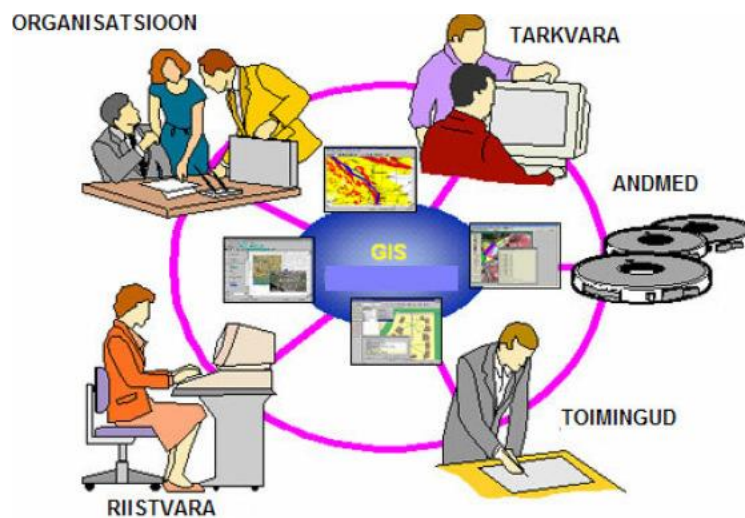 ORGANISATSIOON
TARKVARA
ANDMED
GIS
TOIMINGUD
RIISTVARA